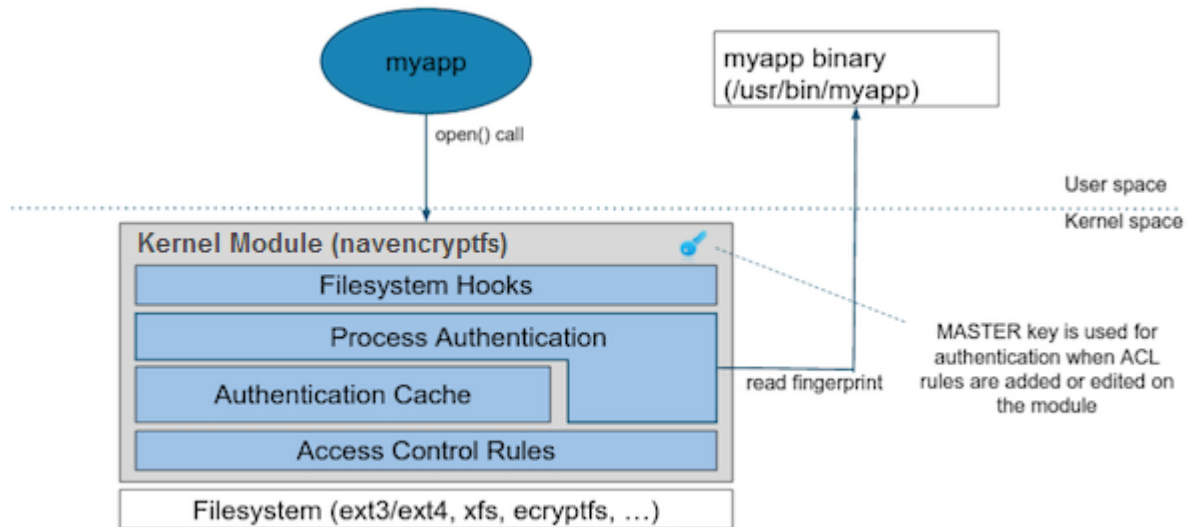 myapp
myapp binary
(/usr/bin/myapp)
open() call
User space
Kernel space
Kernel Module (navencryptfs)
Filesystem Hooks
Process Authentication
Authentication Cache
Access Control Rules
read fingerprint
MASTER key is used for
authentication when ACL
rules are added or edited on
the module
Filesystem (ext3/ext4, xfs, ecryptfs, …)